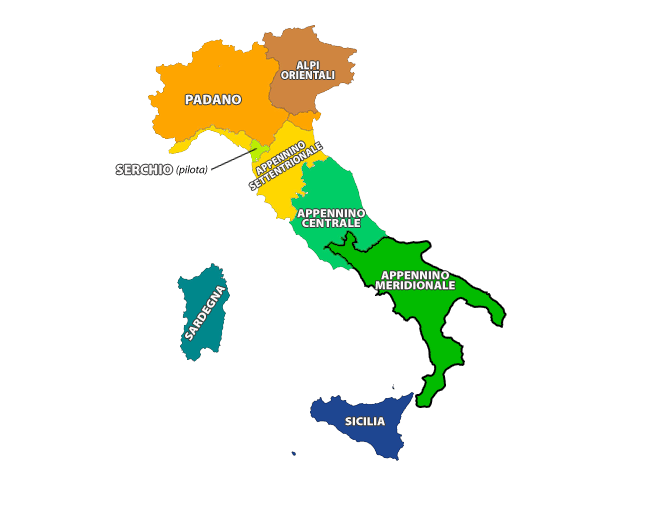 ALPI
ORIENTALI
PADANO
SERCHIO (pilota)
APPENNINO
SETTENTRIONALE
APPENNINO
CENTRALE
APPENNINO
MERIDIONALE
SARDEGNA
SICILIA